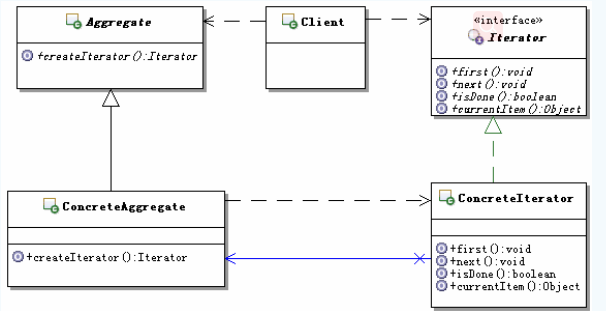 Aggregate
+createIterator():Iterator
Client
«interface»
Iterator
+first():void
+next():void
+isDone():boolean
+currentItem():Object
ConcreteAggregate
+createIterator():Iterator
ConcreteIterator
+first():void
+next():void
+isDone():boolean
+currentItem():Object